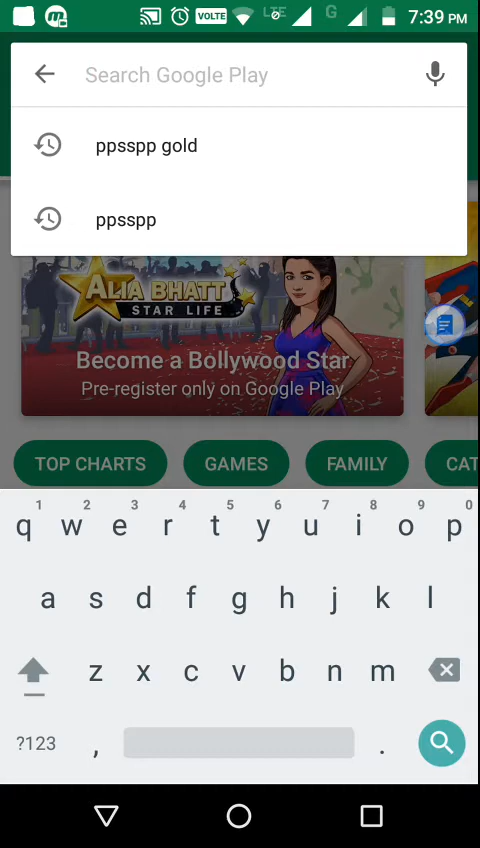 VOLTE LTE G 7:39 PM
Search Google Play
ppsspp gold
ppsspp
ALIA BHATT
STAR LIFE
Become a Bollywood Star
Pre-register only on Google Play
TOP CHARTS GAMES FAMILY CAT
1 2 3 4 5 6 7 8 9 0
q w e r t y u i o p
a s d f g h j k l
z x c v b n m
?123 , .